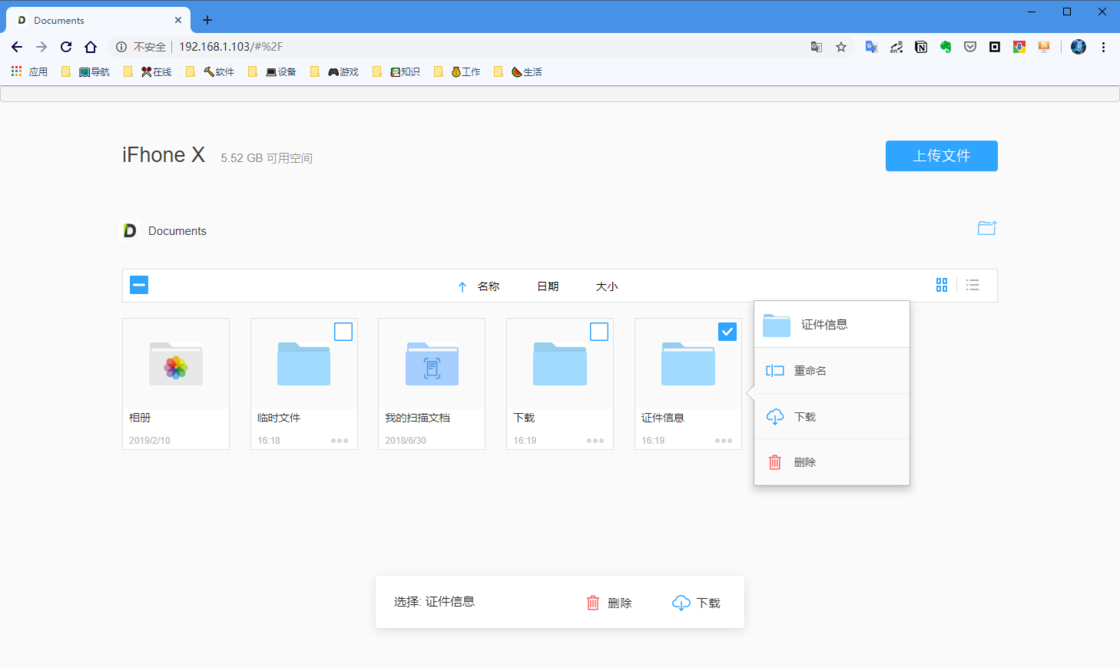 Documents
不安全
192.168.1.103/#%2F
应用
导航
在线
软件
设备
游戏
知识
工作
生活
iFhone X
5.52 GB 可用空间
上传文件
Documents
名称
日期
大小
相册
2019/2/10
临时文件
16:18
我的扫描文档
2018/6/30
下载
16:19
证件信息
16:19
证件信息
重命名
下载
删除
选择: 证件信息
删除
下载